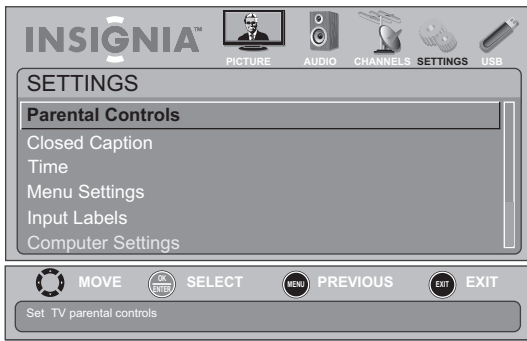 INSIGNIA™
PICTURE AUDIO CHANNELS SETTINGS USB
SETTINGS
Parental Controls
Closed Caption
Time
Menu Settings
Input Labels
Computer Settings
MOVE OK ENTER SELECT MENU PREVIOUS EXIT EXIT
Set TV parental controls